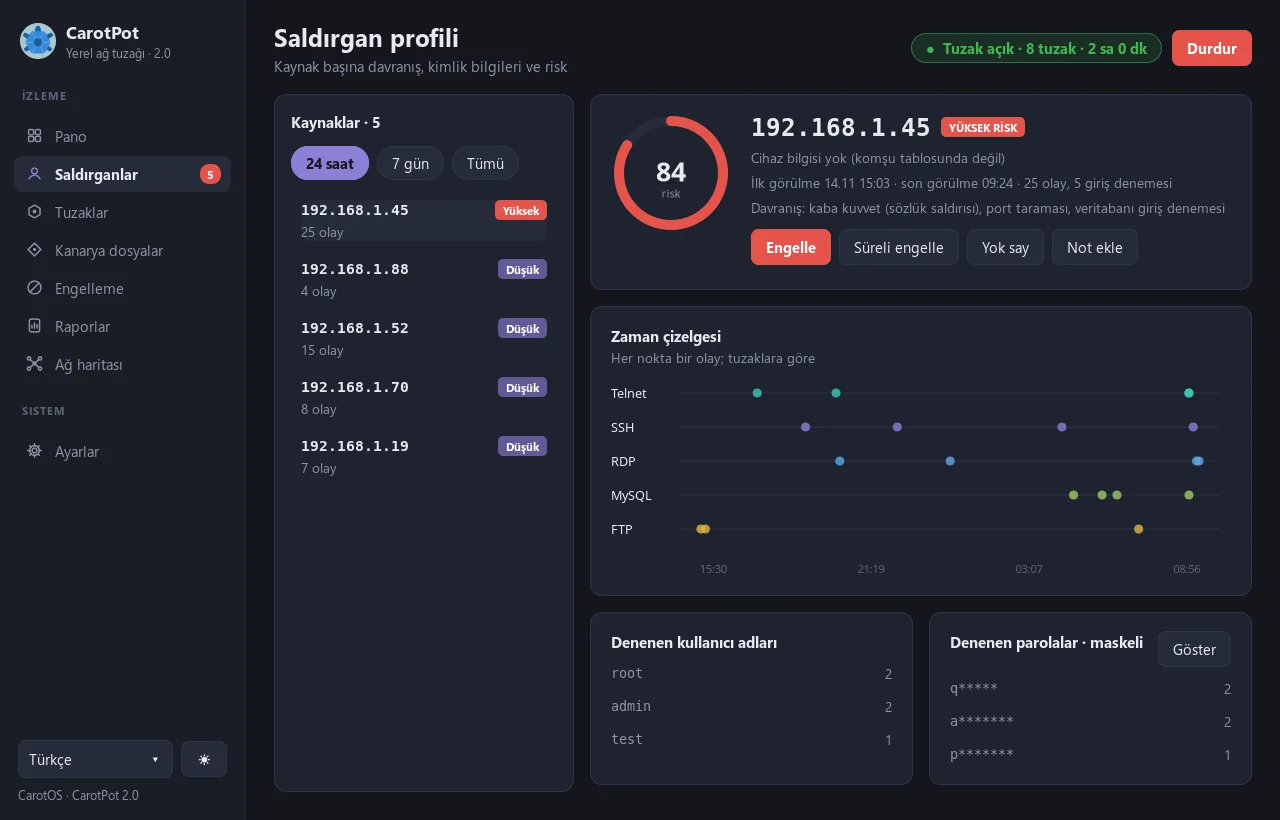 CarotPot
Yerel ağ tuzağı · 2.0
İZLEME
Pano
Saldırganlar 5
Tuzaklar
Kanarya dosyalar
Engelleme
Raporlar
Ağ haritası
SISTEM
Ayarlar
Türkçe
CarotOS · CarotPot 2.0
Saldırgan profili
Kaynak başına davranış, kimlik bilgileri ve risk
● Tuzak açık · 8 tuzak · 2 sa 0 dk
Durdur
Kaynaklar · 5
24 saat 7 gün Tümü
192.168.1.45 Yüksek
25 olay
192.168.1.88 Düşük
4 olay
192.168.1.52 Düşük
15 olay
192.168.1.70 Düşük
8 olay
192.168.1.19 Düşük
7 olay
84
risk
192.168.1.45 YÜKSEK RİSK
Cihaz bilgisi yok (komşu tablosunda değil)
İlk görülme 14.11 15:03 · son görülme 09:24 · 25 olay, 5 giriş denemesi
Davranış: kaba kuvvet (sözlük saldırısı), port taraması, veritabanı giriş denemesi
Engelle Süreli engelle Yok say Not ekle
Zaman çizelgesi
Her nokta bir olay; tuzaklara göre
Telnet
SSH
RDP
MySQL
FTP
15:30 21:19 03:07 08:56
Denenen kullanıcı adları
root 2
admin 2
test 1
Denenen parolalar · maskeli Göster
q***** 2
a******* 2
p******* 1